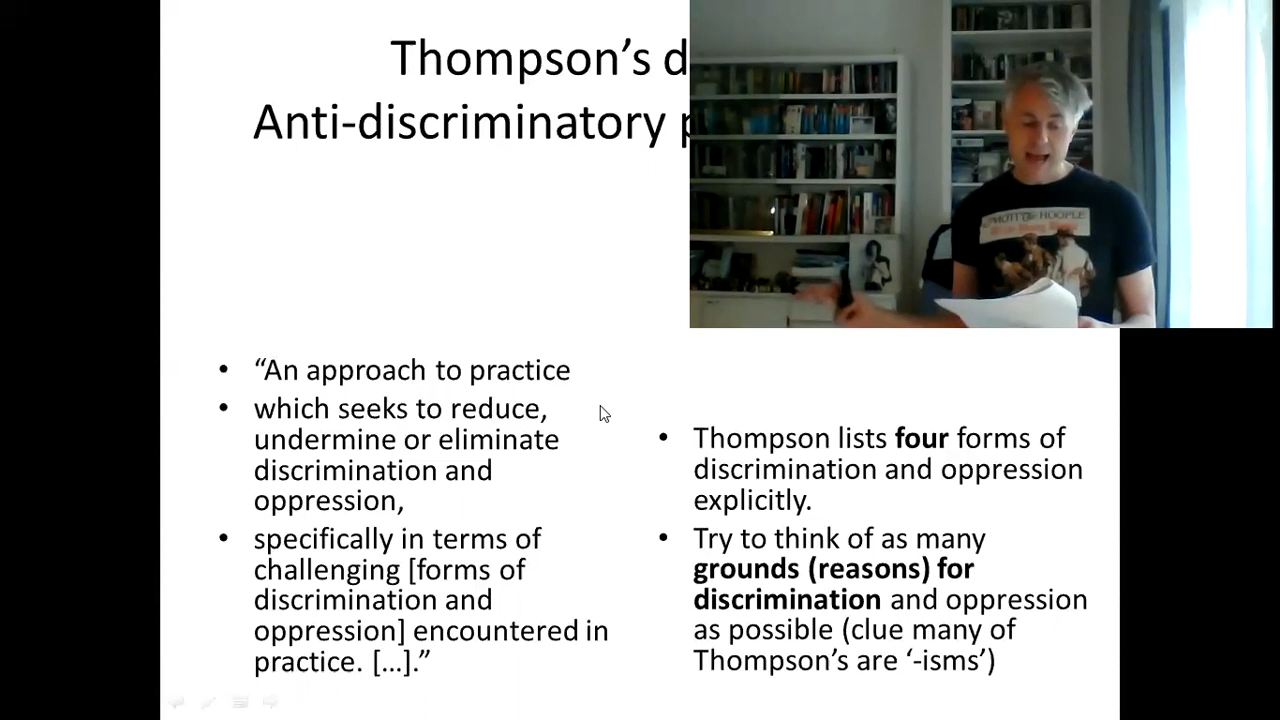 Thompson’s d
Anti-discriminatory p
MOTT the HOOPLE
• “An approach to practice
• which seeks to reduce,
undermine or eliminate
discrimination and
oppression,
• specifically in terms of
challenging [forms of
discrimination and
oppression] encountered in
practice. […].”
• Thompson lists four forms of
discrimination and oppression
explicitly.
• Try to think of as many
grounds (reasons) for
discrimination and oppression
as possible (clue many of
Thompson’s are ‘-isms’)